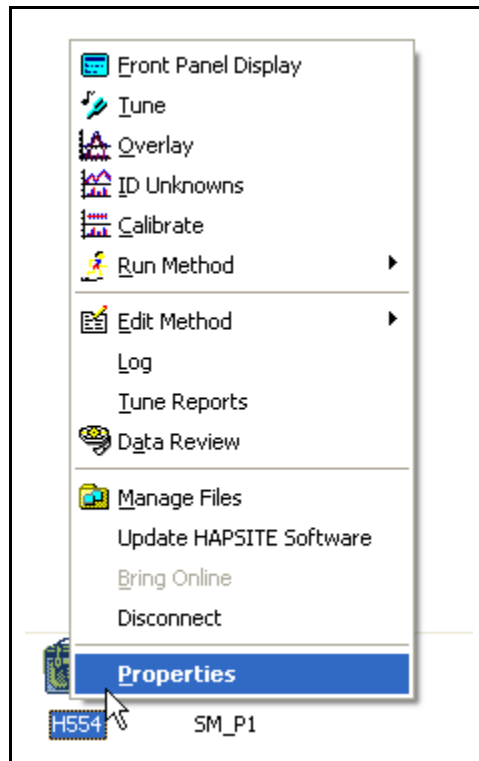 Front Panel Display
Tune
Overlay
ID Unknowns
Calibrate
Run Method
Edit Method
Log
Tune Reports
Data Review
Manage Files
Update HAPSITE Software
Bring Online
Disconnect
Properties
H554 SM_P1